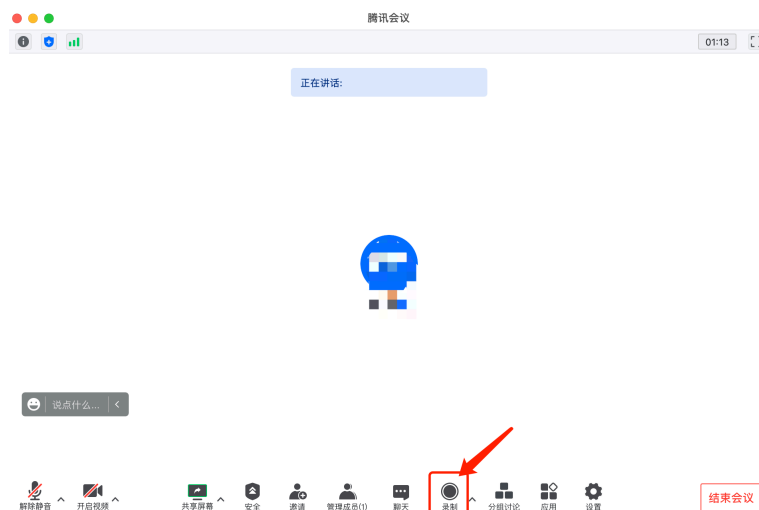 腾讯会议
01:13
正在讲话:
说点什么...
解除静音
开启视频
共享屏幕
安全
邀请
管理成员(1)
聊天
录制
分组讨论
应用
设置
结束会议